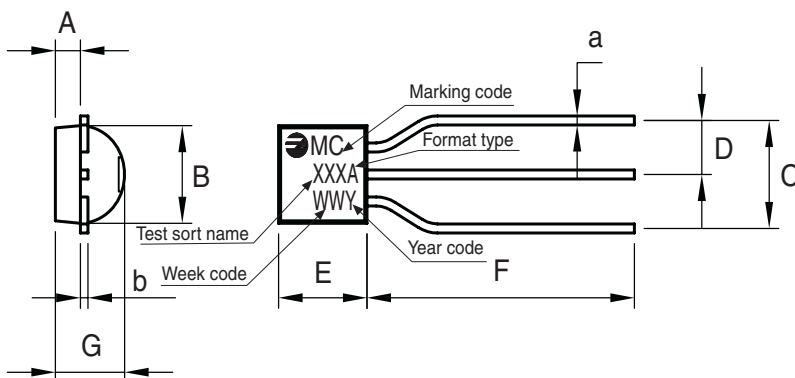 A
a
Marking code
MC
Format type
D
B
XXXA
C
WWY
Test sort name
Year code
Week code
b
E
F
G